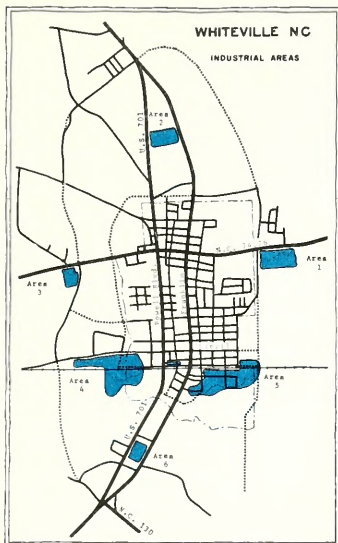 WHITEVILLE NC
INDUSTRIAL AREAS
Area
2
U.S. 701
Area
1
Area
3
Area
4
Area
5
U.S. 701
Area
6
N.C. 130